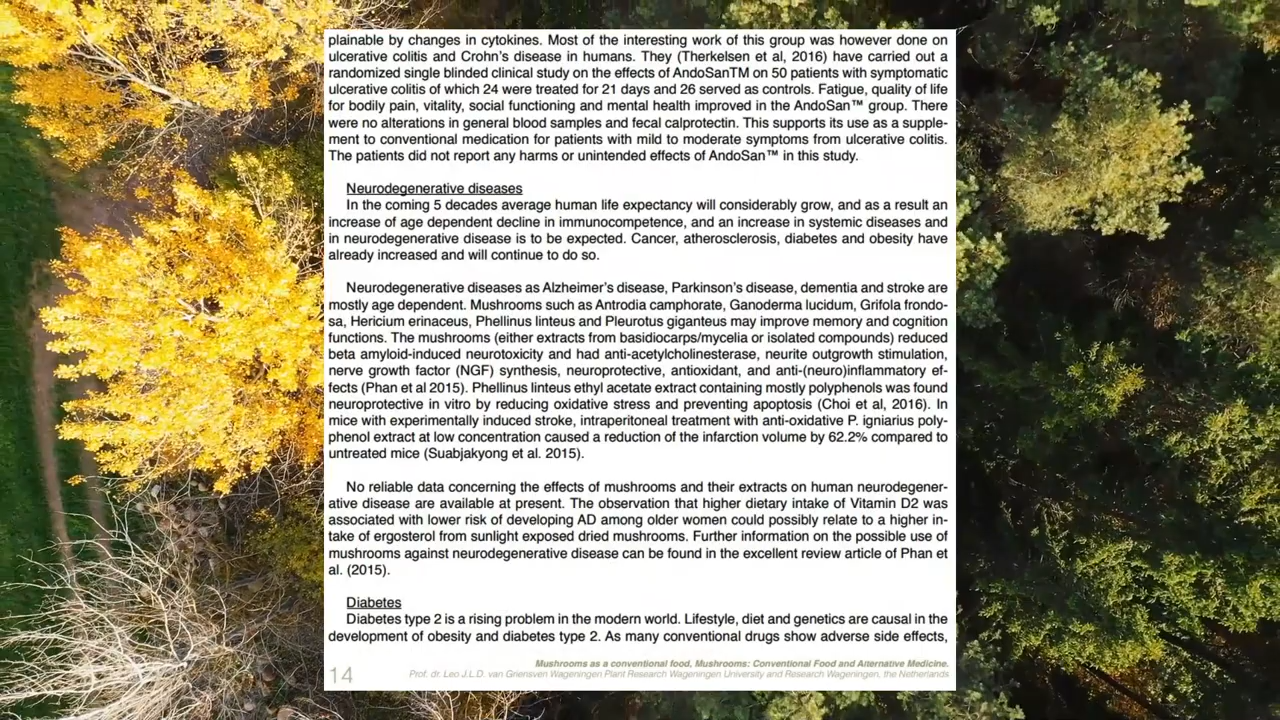 plainable by changes in cytokines. Most of the interesting work of this group was however done on
ulcerative colitis and Crohn's disease in humans. They (Therkelsen et al, 2016) have carried out a
randomized single blinded clinical study on the effects of AndoSanTM on 50 patients with symptomatic
ulcerative colitis of which 24 were treated for 21 days and 26 served as controls. Fatigue, quality of life
for bodily pain, vitality, social functioning and mental health improved in the AndoSan™ group. There
were no alterations in general blood samples and fecal calprotectin. This supports its use as a supple-
ment to conventional medication for patients with mild to moderate symptoms from ulcerative colitis.
The patients did not report any harms or unintended effects of AndoSan™ in this study.
Neurodegenerative diseases
In the coming 5 decades average human life expectancy will considerably grow, and as a result an
increase of age dependent decline in immunocompetence, and an increase in systemic diseases and
in neurodegenerative disease is to be expected. Cancer, atherosclerosis, diabetes and obesity have
already increased and will continue to do so.
Neurodegenerative diseases as Alzheimer's disease, Parkinson's disease, dementia and stroke are
mostly age dependent. Mushrooms such as Antrodia camphorate, Ganoderma lucidum, Grifola frondo-
sa, Hericium erinaceus, Phellinus linteus and Pleurotus giganteus may improve memory and cognition
functions. The mushrooms (either extracts from basidiocarps/mycelia or isolated compounds) reduced
beta amyloid-induced neurotoxicity and had anti-acetylcholinesterase, neurite outgrowth stimulation,
nerve growth factor (NGF) synthesis, neuroprotective, antioxidant, and anti-(neuro)inflammatory ef-
fects (Phan et al 2015). Phellinus linteus ethyl acetate extract containing mostly polyphenols was found
neuroprotective in vitro by reducing oxidative stress and preventing apoptosis (Choi et al, 2016). In
mice with experimentally induced stroke, intraperitoneal treatment with anti-oxidative P. igniarius poly-
phenol extract at low concentration caused a reduction of the infarction volume by 62.2% compared to
untreated mice (Suabjakyong et al. 2015).
No reliable data concerning the effects of mushrooms and their extracts on human neurodegener-
ative disease are available at present. The observation that higher dietary intake of Vitamin D2 was
associated with lower risk of developing AD among older women could possibly relate to a higher in-
take of ergosterol from sunlight exposed dried mushrooms. Further information on the possible use of
mushrooms against neurodegenerative disease can be found in the excellent review article of Phan et
al. (2015).
Diabetes
Diabetes type 2 is a rising problem in the modern world. Lifestyle, diet and genetics are causal in the
development of obesity and diabetes type 2. As many conventional drugs show adverse side effects,
Mushrooms as a conventional food, Mushrooms: Conventional Food and Alternative Medicine.
14 Prof. dr. Leo J.L.D. van Griensven Wageningen Plant Research Wageningen University and Research Wageningen, the Netherlands